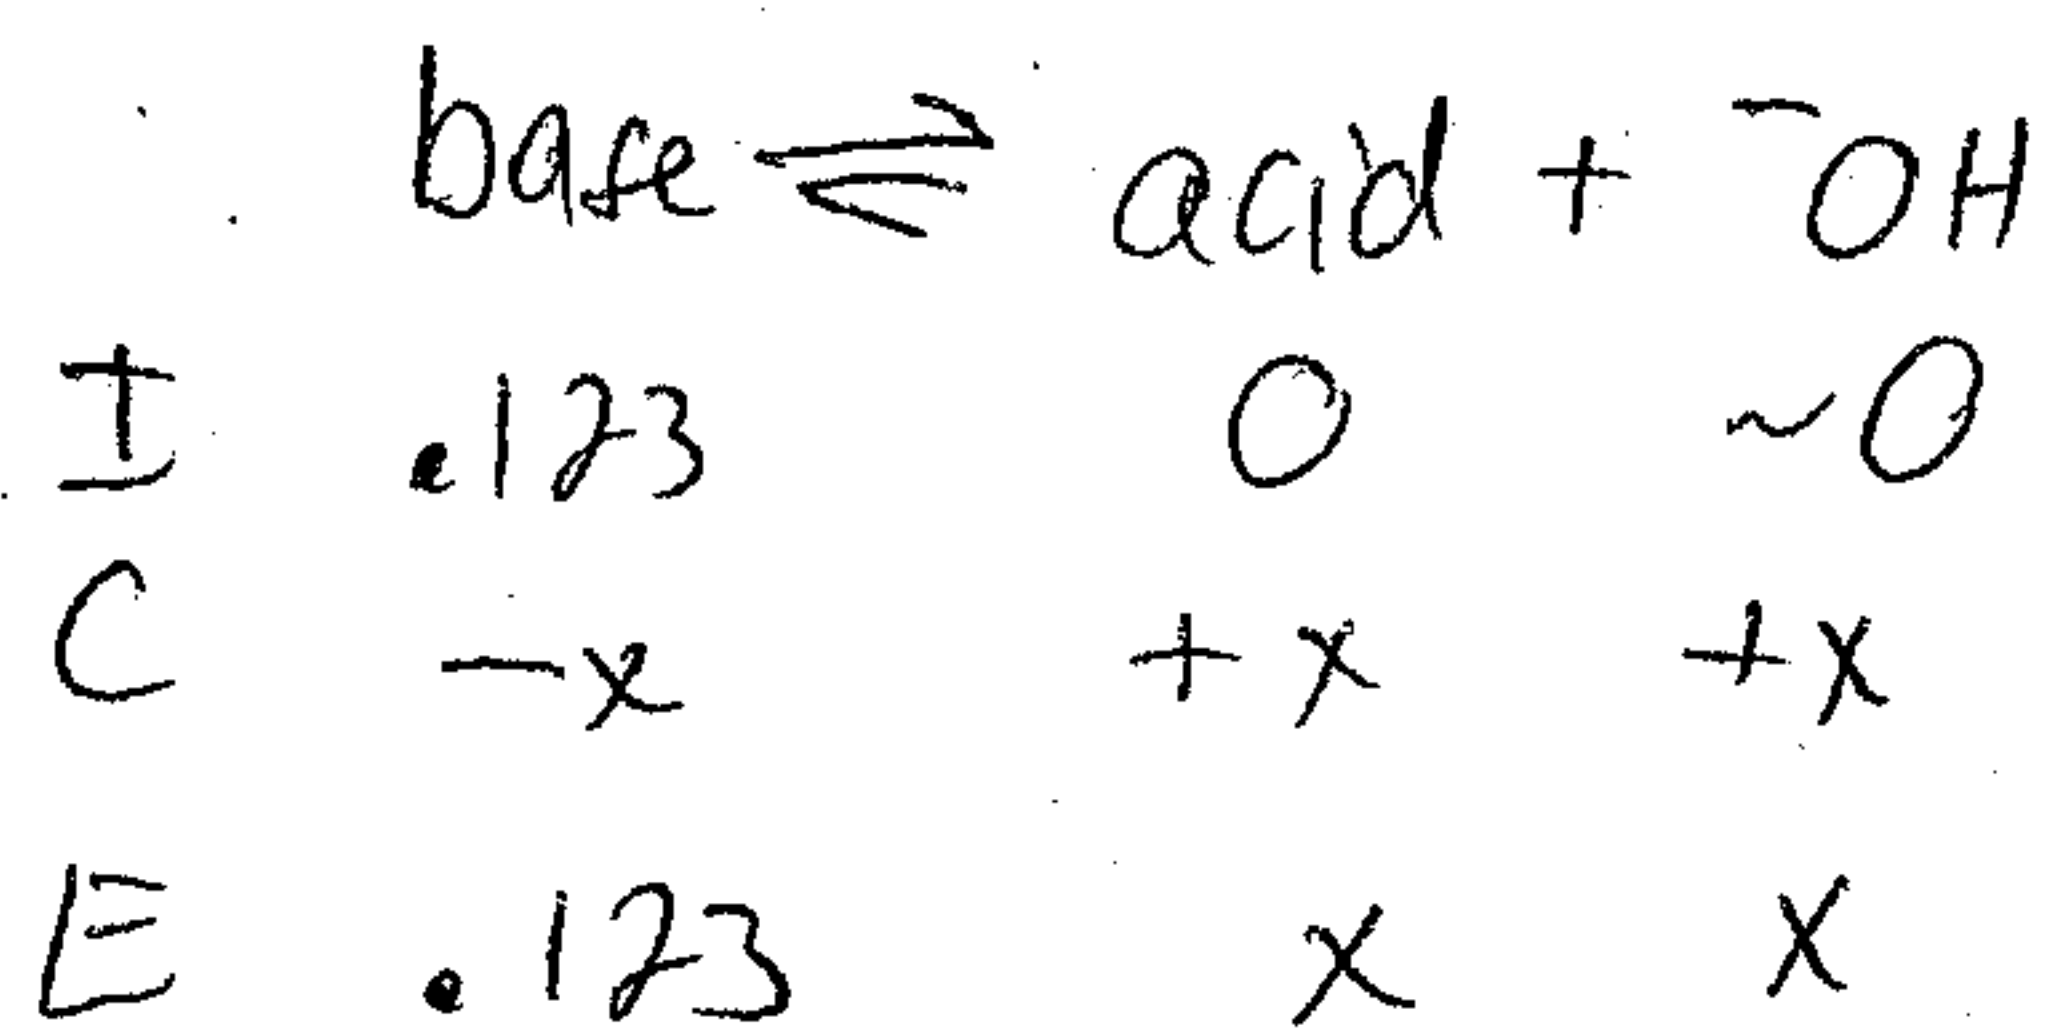 base ⇌ acid + ⁻OH
I .123 0 ~0
C -x +x +x
E .123 x x